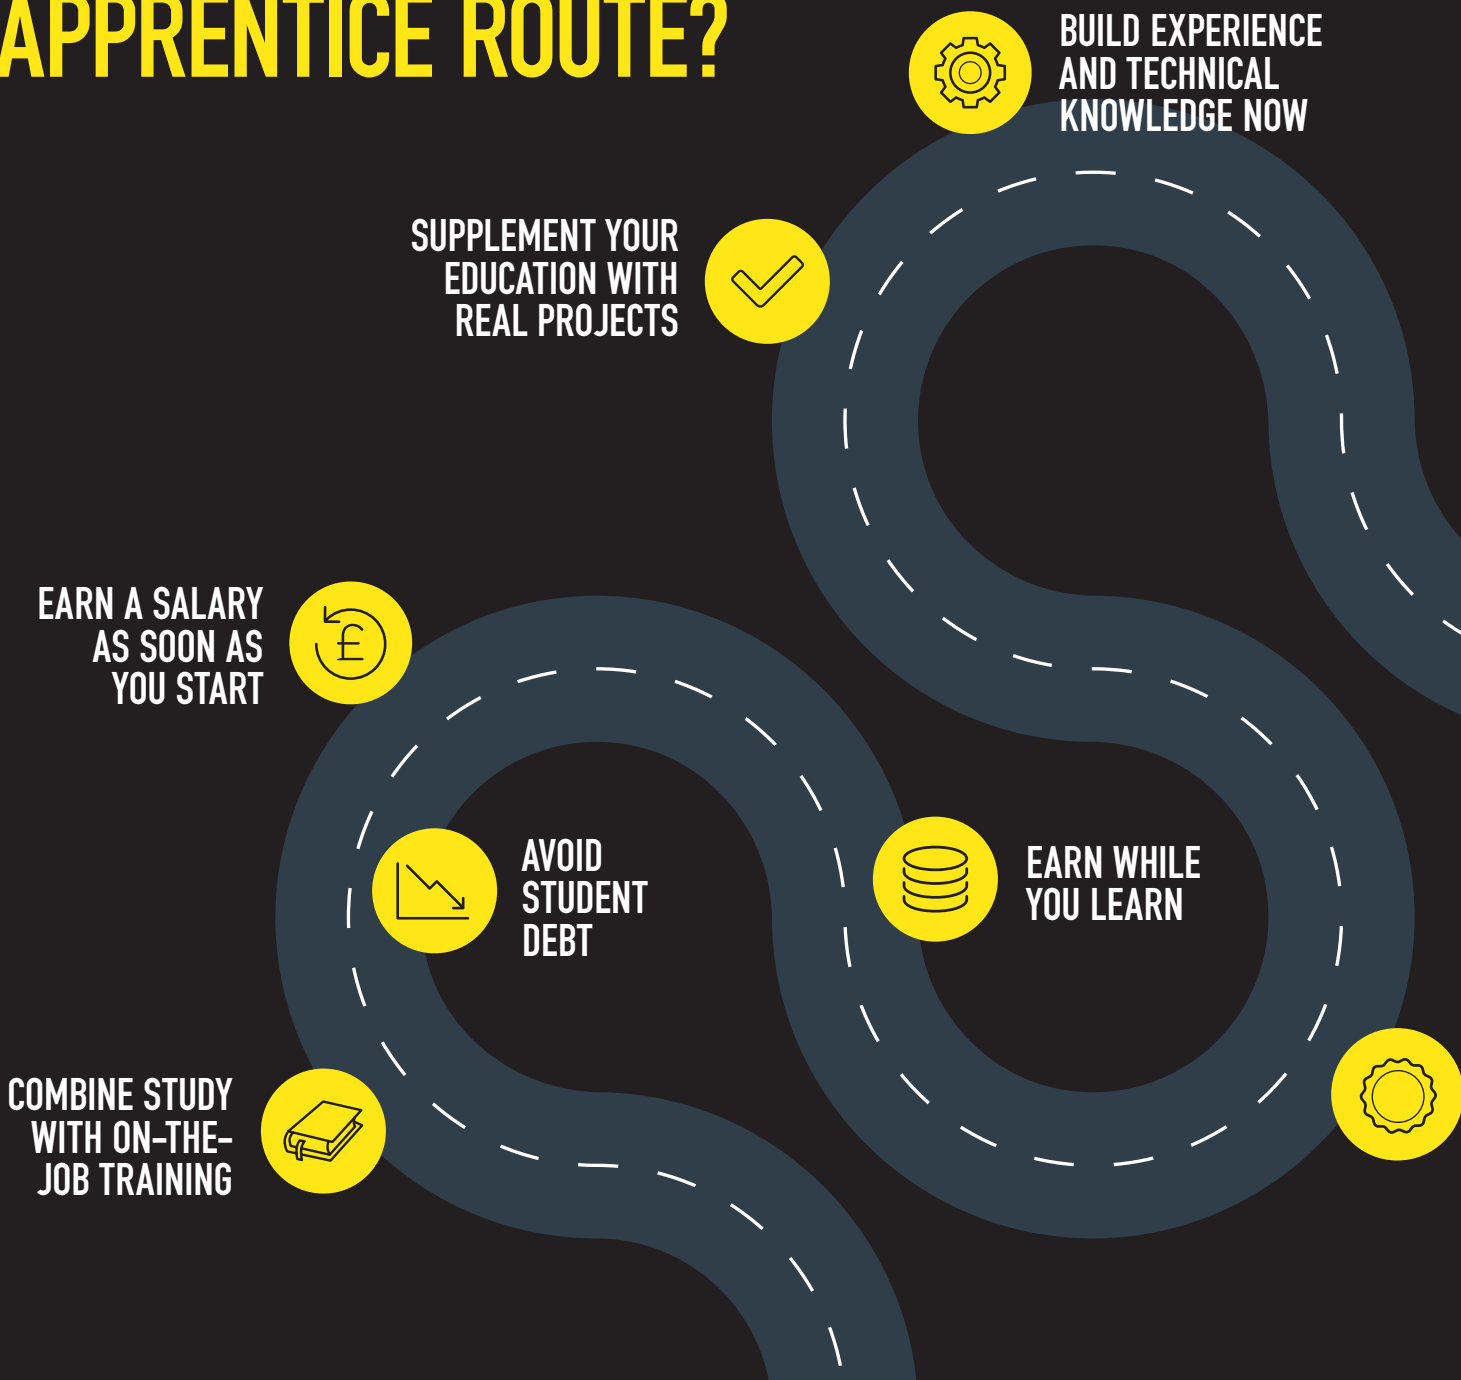 APPRENTICE ROUTE?
BUILD EXPERIENCE
AND TECHNICAL
KNOWLEDGE NOW
SUPPLEMENT YOUR
EDUCATION WITH
REAL PROJECTS
EARN A SALARY
AS SOON AS
YOU START
£
AVOID
STUDENT
DEBT
EARN WHILE
YOU LEARN
COMBINE STUDY
WITH ON-THE-
JOB TRAINING